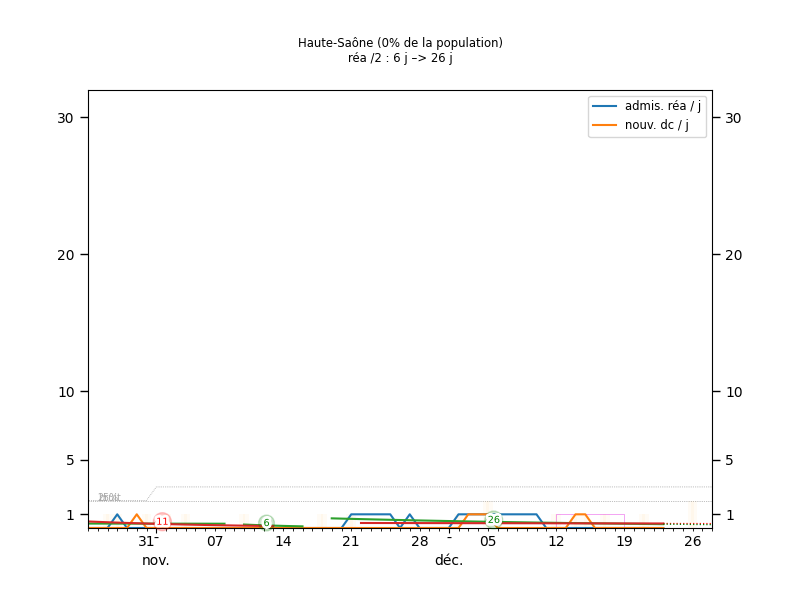 Haute-Saône (0% de la population)
réa /2 : 6 j –> 26 j
admis. réa / j
nouv. dc / j
30 30
20 20
10 10
5 5
1 1
11 6 26
31- 07 14 21 28 - 05 12 19 26
nov. déc.